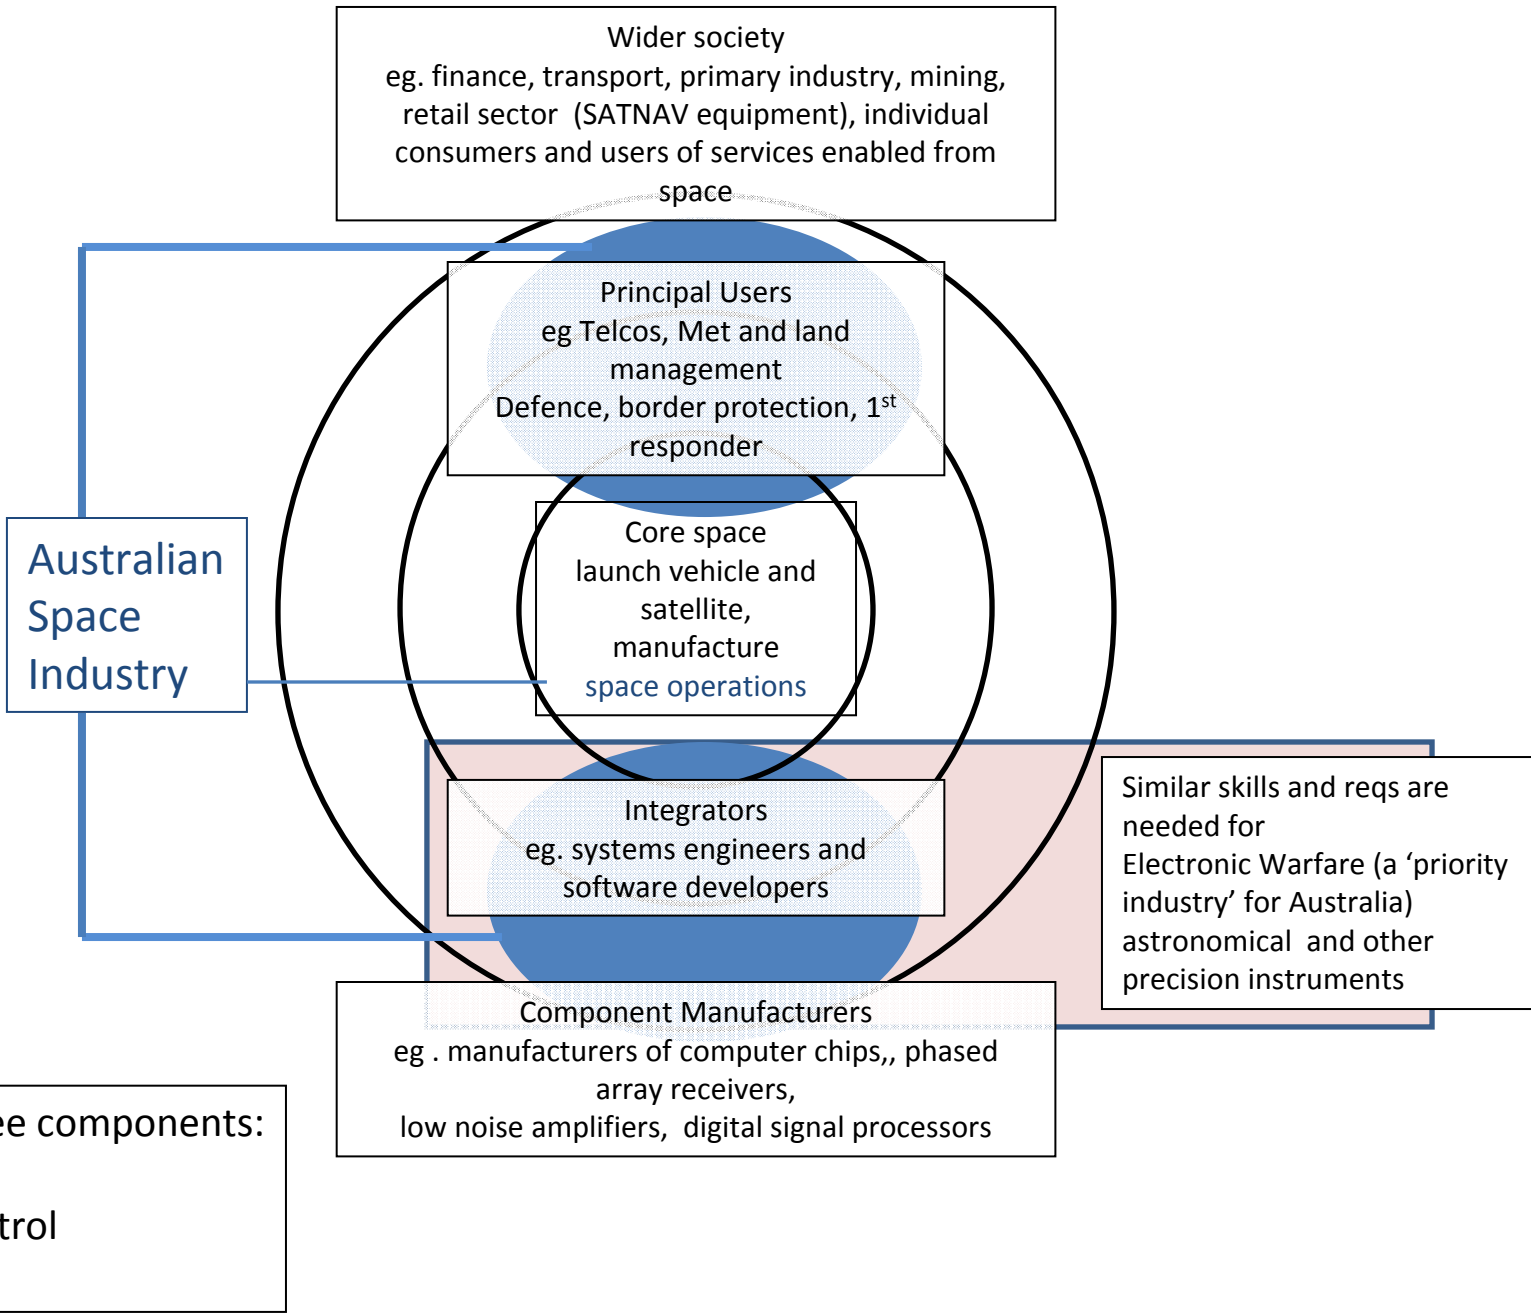 Wider society
eg. finance, transport, primary industry, mining,
retail sector (SATNAV equipment), individual
consumers and users of services enabled from
space
Principal Users
eg Telcos, Met and land
management
Defence, border protection, 1st
responder
Australian
Space
Industry
Core space
launch vehicle and
satellite,
manufacture
space operations
Integrators
eg. systems engineers and
software developers
Similar skills and reqs are
needed for
Electronic Warfare (a ‘priority
industry’ for Australia)
astronomical and other
precision instruments
Component Manufacturers
eg . manufacturers of computer chips,, phased
array receivers,
low noise amplifiers, digital signal processors
ee components:
trol